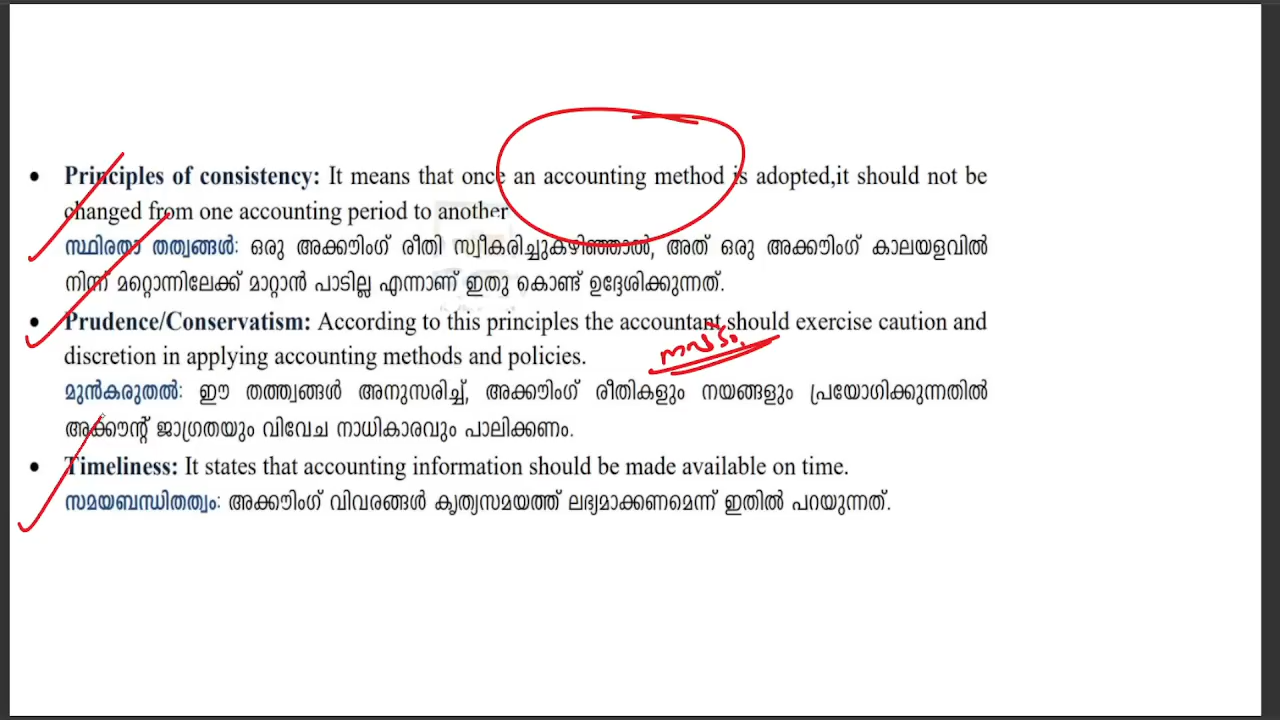 • Principles of consistency: It means that once an accounting method is adopted,it should not be
changed from one accounting period to another
സ്ഥിരതാ തത്വങ്ങൾ: ഒരു അക്കൗിംഗ് രീതി സ്വീകരിച്ചുകഴിഞ്ഞാൽ, അത് ഒരു അക്കൗിംഗ് കാലയളവിൽ
നിന്ന് മറ്റൊന്നിലേക്ക് മാറ്റാൻ പാടില്ല എന്നാണ് ഇതു കൊണ്ട് ഉദ്ദേശിക്കുന്നത്.
• Prudence/Conservatism: According to this principles the accountant should exercise caution and
discretion in applying accounting methods and policies.
മുൻകരുതൽ: ഈ തത്ത്വങ്ങൾ അനുസരിച്ച്, അക്കൗിംഗ് രീതികളും നയങ്ങളും പ്രയോഗിക്കുന്നതിൽ
അക്കൗന്റ് ജാഗ്രതയും വിവേച നാധികാരവും പാലിക്കണം.
• Timeliness: It states that accounting information should be made available on time.
സമയബന്ധിതത്വം: അക്കൗിംഗ് വിവരങ്ങൾ കൃത്യസമയത്ത് ലഭ്യമാക്കണമെന്ന് ഇതിൽ പറയുന്നത്.